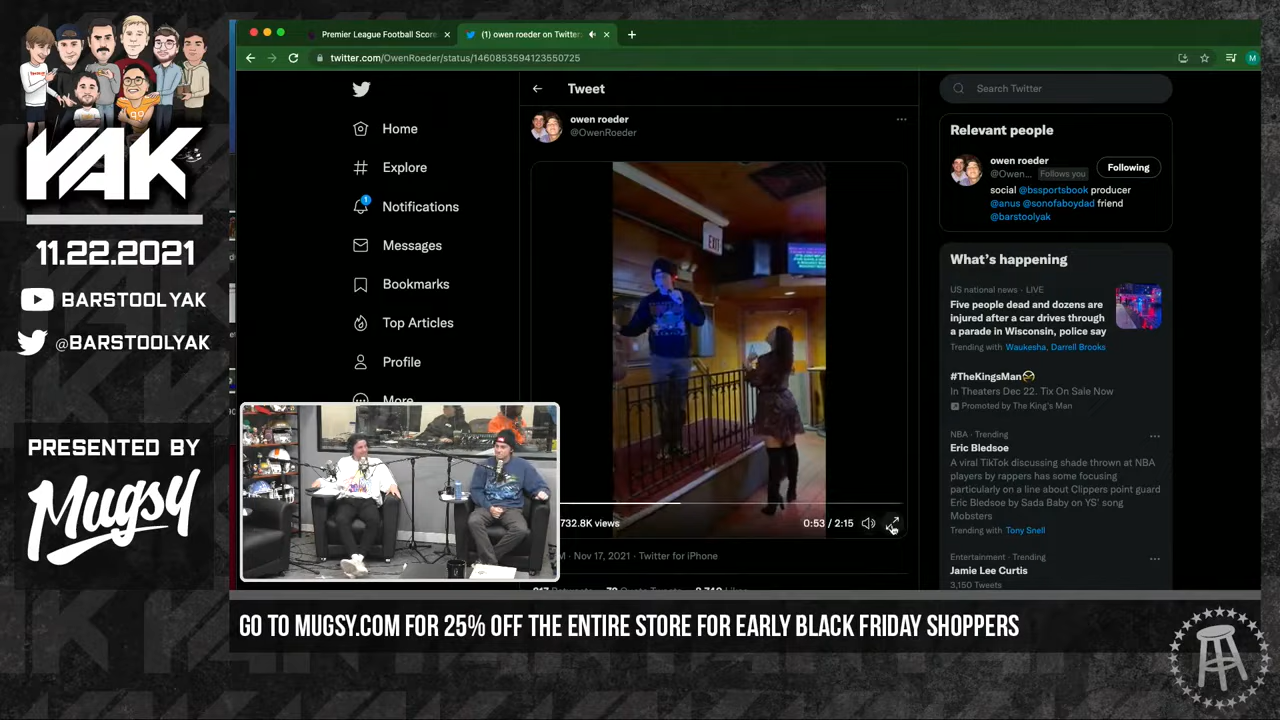 YAK
11.22.2021
BARSTOOL YAK
@BARSTOOLYAK
PRESENTED BY
Mugsy
Premier League Football Score
(1) owen roeder on Twitter:
twitter.com/OwenRoeder/status/1460853594123550725
M
Home
Explore
1
Notifications
Messages
Bookmarks
Top Articles
Profile
More
Tweet
owen roeder
@OwenRoeder
EXIT
732.8K views
0:53 / 2:15
M · Nov 17, 2021 · Twitter for iPhone
Search Twitter
Relevant people
owen roeder
@Owen... Follows you
Following
social @bssportsbook producer
@anus @sonofaboydad friend
@barstoolyak
What's happening
US national news · LIVE
Five people dead and dozens are
injured after a car drives through
a parade in Wisconsin, police say
Trending with Waukesha, Darrell Brooks
#TheKingsMan
In Theaters Dec 22. Tix On Sale Now
Promoted by The King's Man
NBA · Trending
Eric Bledsoe
A viral TikTok discussing shade thrown at NBA
players by rappers has some focusing
particularly on a line about Clippers point guard
Eric Bledsoe by Sada Baby on YS' song
Mobsters
Trending with Tony Snell
Entertainment · Trending
Jamie Lee Curtis
3,150 Tweets
GO TO MUGSY.COM FOR 25% OFF THE ENTIRE STORE FOR EARLY BLACK FRIDAY SHOPPERS